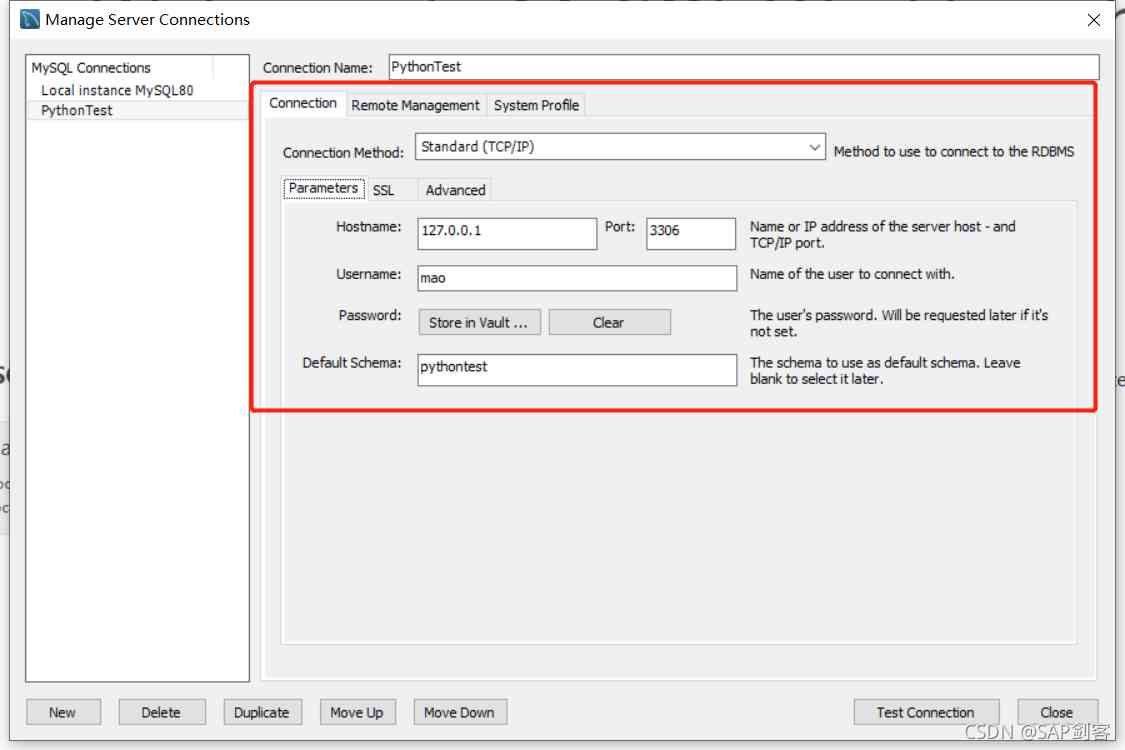 Manage Server Connections
MySQL Connections
Local instance MySQL80
PythonTest
Connection Name: PythonTest
Connection Remote Management System Profile
Connection Method: Standard (TCP/IP) Method to use to connect to the RDBMS
Parameters SSL Advanced
Hostname: 127.0.0.1 Port: 3306 Name or IP address of the server host - and
TCP/IP port.
Username: mao Name of the user to connect with.
Password: Store in Vault ... Clear The user's password. Will be requested later if it's
not set.
Default Schema: pythontest The schema to use as default schema. Leave
blank to select it later.
New Delete Duplicate Move Up Move Down Test Connection Close
CSDN @SAP剑客